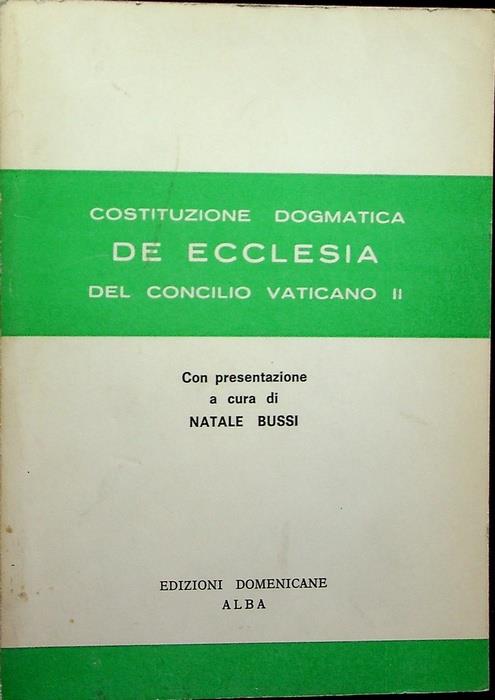 COSTITUZIONE DOGMATICA
DE ECCLESIA
DEL CONCILIO VATICANO II
Con presentazione
a cura di
NATALE BUSSI
EDIZIONI DOMENICANE
ALBA